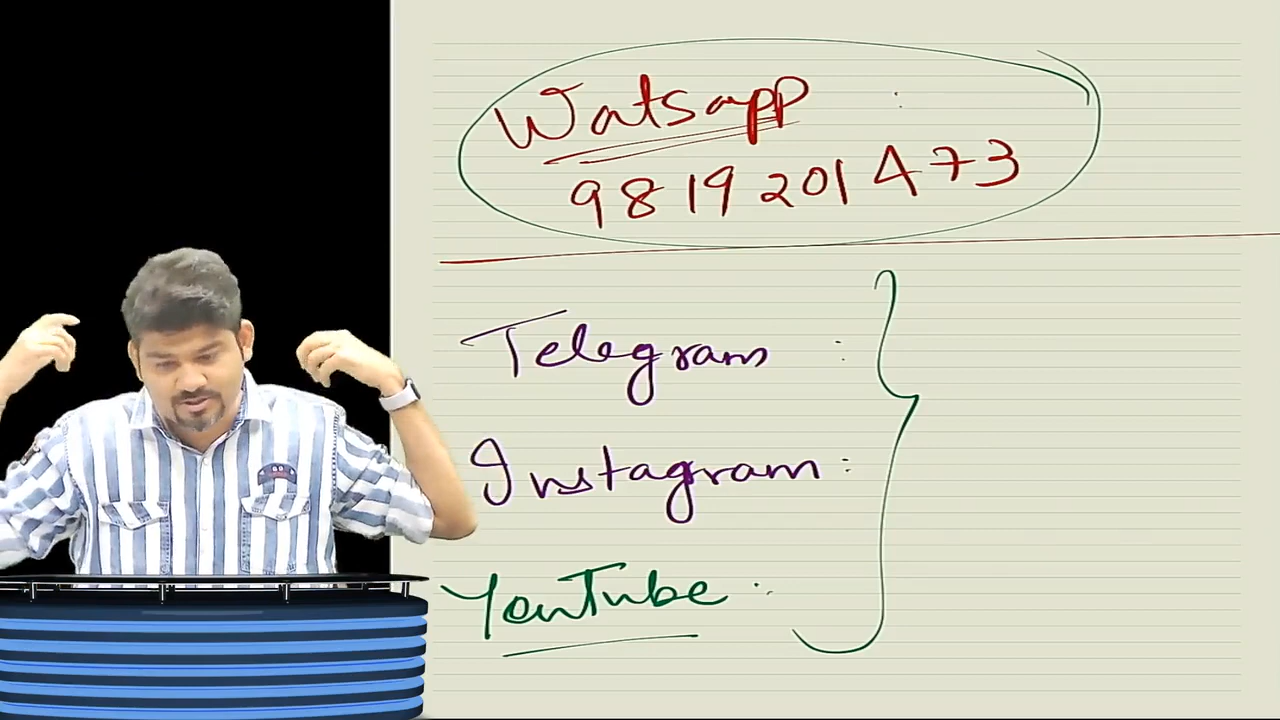 Watsapp :
9819201473
Telegram :
Instagram :
YouTube :